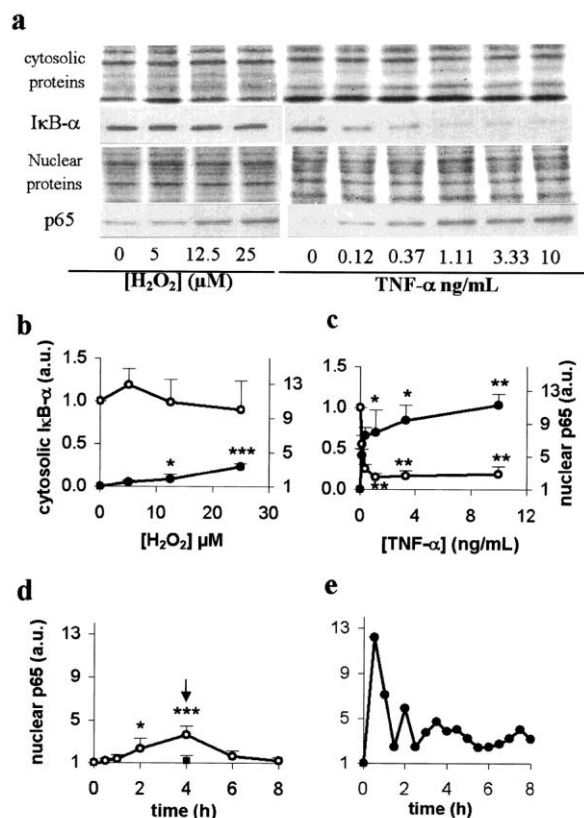 a
cytosolic
proteins
IκB-α
Nuclear
proteins
p65
0 5 12.5 25 0 0.12 0.37 1.11 3.33 10
[H₂O₂] (μM) TNF-α ng/mL
b c
1.5 13 1.5 13
1.0 9 1.0 9
0.5 5 0.5 5
0.0 1 0.0 1
* *** * * ** ** ** **
0 10 20 30 0 4 8 12
cytosolic IκB-α (a.u.) nuclear p65 (a.u.)
[H₂O₂] μM [TNF-α] (ng/mL)
d e
13 13
9 9
5 5
1 1
* ***
nuclear p65 (a.u.)
0 2 4 6 8 0 2 4 6 8
time (h) time (h)